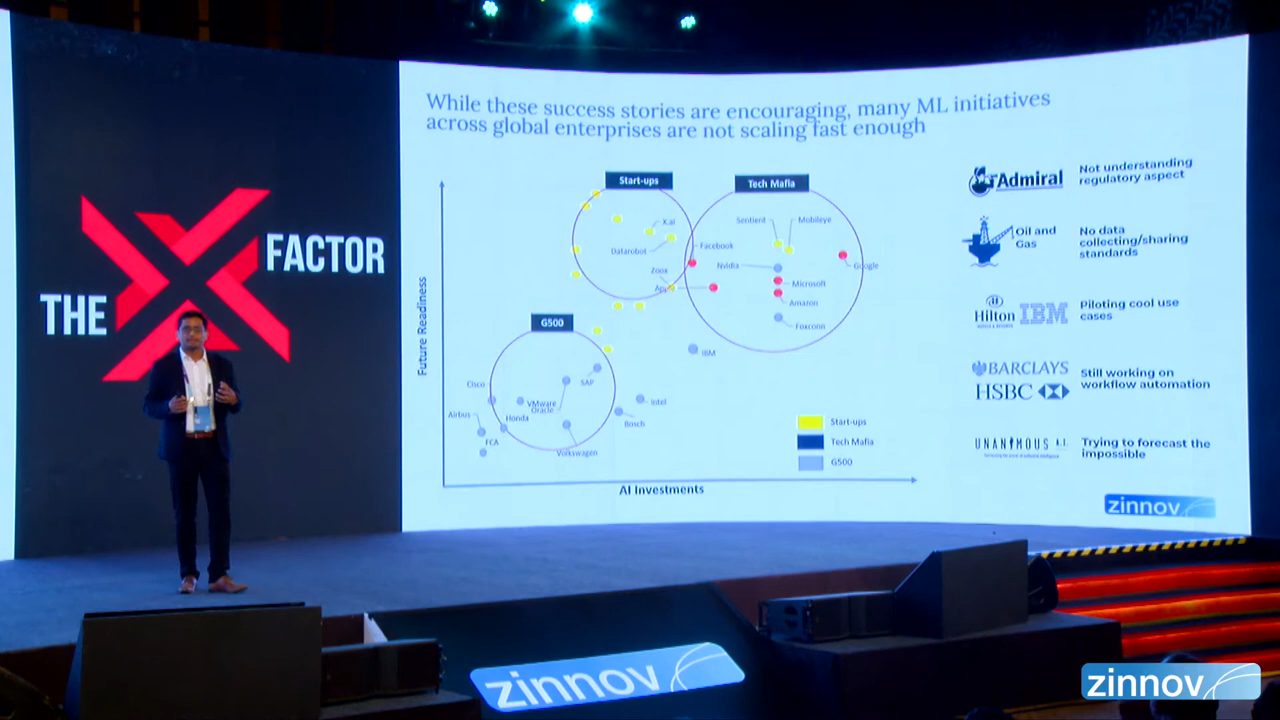 THE
FACTOR
While these success stories are encouraging, many ML initiatives
across global enterprises are not scaling fast enough
Start-ups
Tech Mafia
X.ai
Datarobot
Zoox
Sentient
Mobileye
Facebook
Nvidia
Google
Microsoft
Amazon
Foxconn
G500
IBM
Cisco
SAP
VMware
Oracle
Intel
Airbus
Honda
Bosch
FCA
Volkswagen
Future Readiness
AI Investments
Start-ups
Tech Mafia
G500
Admiral
Not understanding
regulatory aspect
Oil and
Gas
No data
collecting/sharing
standards
Hilton
HOTELS & RESORTS
IBM
Piloting cool use
cases
BARCLAYS
HSBC
Still working on
workflow automation
UNANIMOUS A.I.
Trying to forecast the
impossible
zinnov
zinnov
zinnov